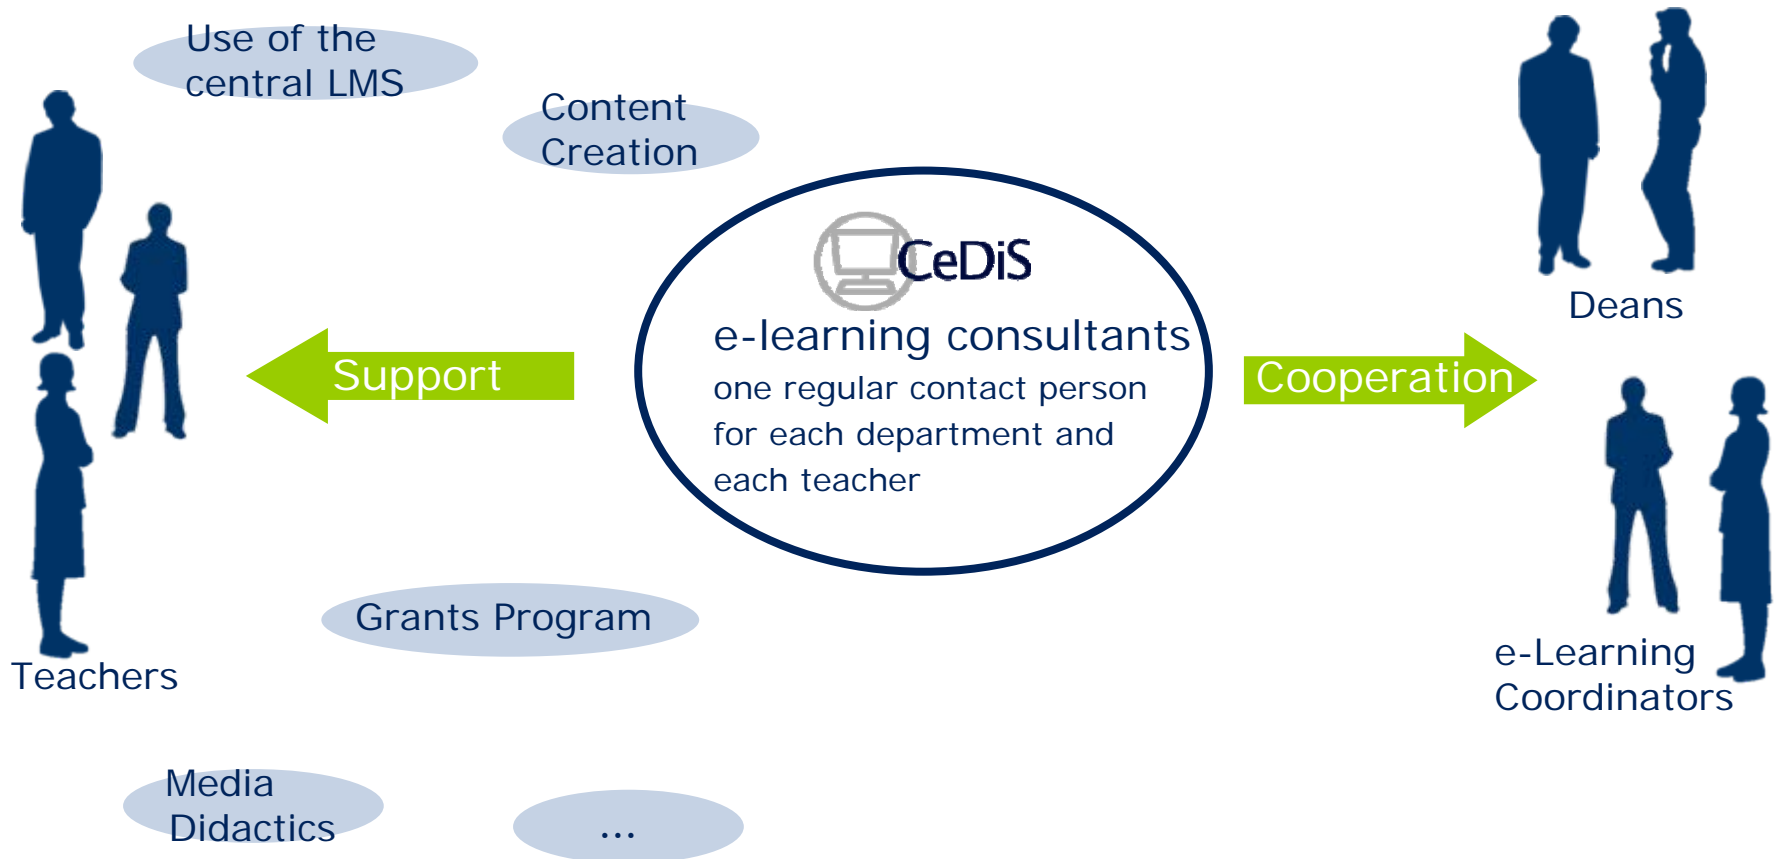 Use of the
central LMS
Content
Creation
CeDiS
e-learning consultants
one regular contact person
for each department and
each teacher
Support
Cooperation
Deans
Teachers
e-Learning
Coordinators
Grants Program
Media
Didactics
...